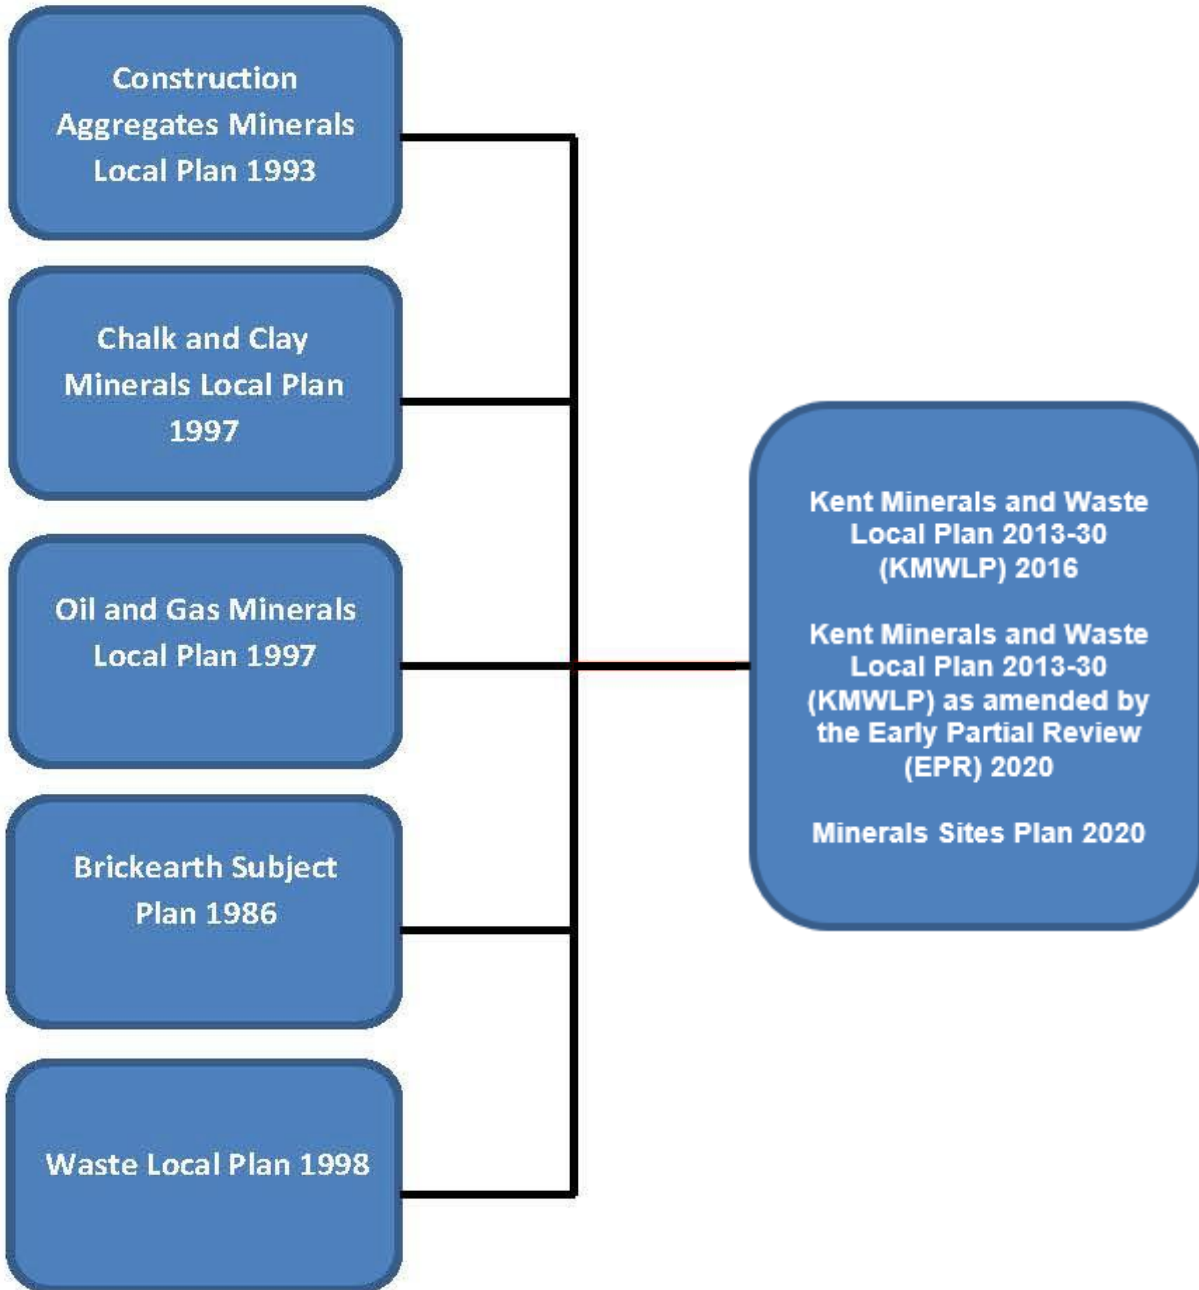 Construction
Aggregates Minerals
Local Plan 1993
Chalk and Clay
Minerals Local Plan
1997
Oil and Gas Minerals
Local Plan 1997
Brickearth Subject
Plan 1986
Waste Local Plan 1998
Kent Minerals and Waste
Local Plan 2013-30
(KMWLP) 2016
Kent Minerals and Waste
Local Plan 2013-30
(KMWLP) as amended by
the Early Partial Review
(EPR) 2020
Minerals Sites Plan 2020